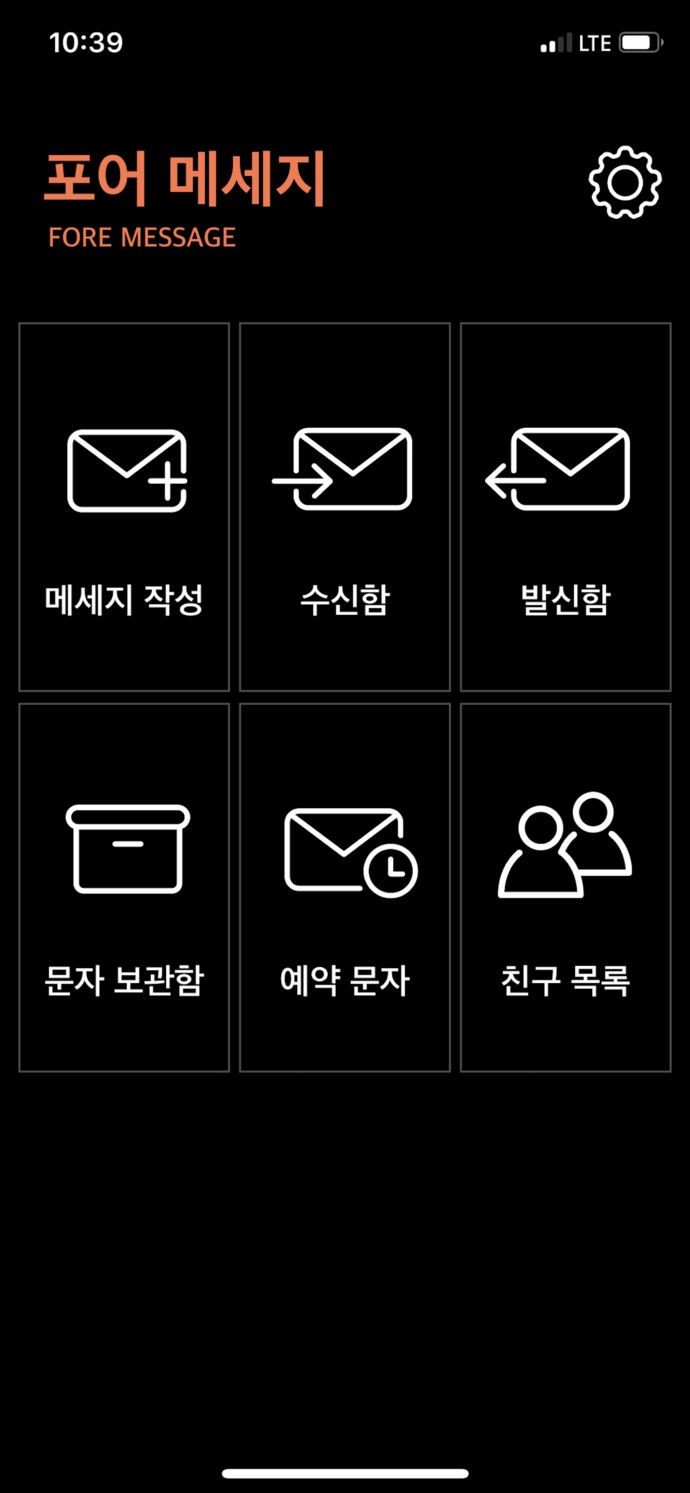 10:39
LTE
포어 메세지
FORE MESSAGE
메세지 작성
수신함
발신함
문자 보관함
예약 문자
친구 목록